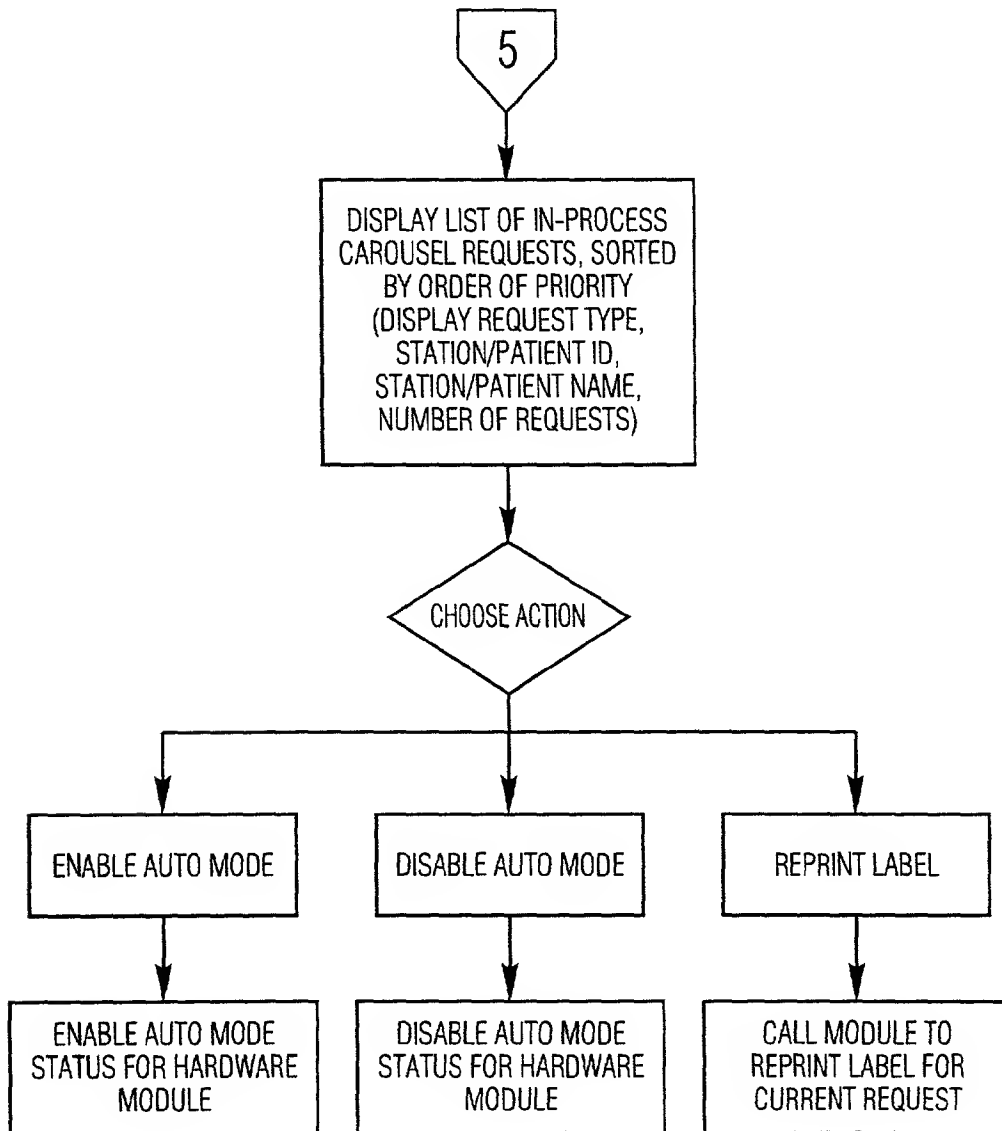 5
DISPLAY LIST OF IN-PROCESS
CAROUSEL REQUESTS, SORTED
BY ORDER OF PRIORITY
(DISPLAY REQUEST TYPE,
STATION/PATIENT ID,
STATION/PATIENT NAME,
NUMBER OF REQUESTS)
CHOOSE ACTION
ENABLE AUTO MODE
DISABLE AUTO MODE
REPRINT LABEL
ENABLE AUTO MODE
STATUS FOR HARDWARE
MODULE
DISABLE AUTO MODE
STATUS FOR HARDWARE
MODULE
CALL MODULE TO
REPRINT LABEL FOR
CURRENT REQUEST